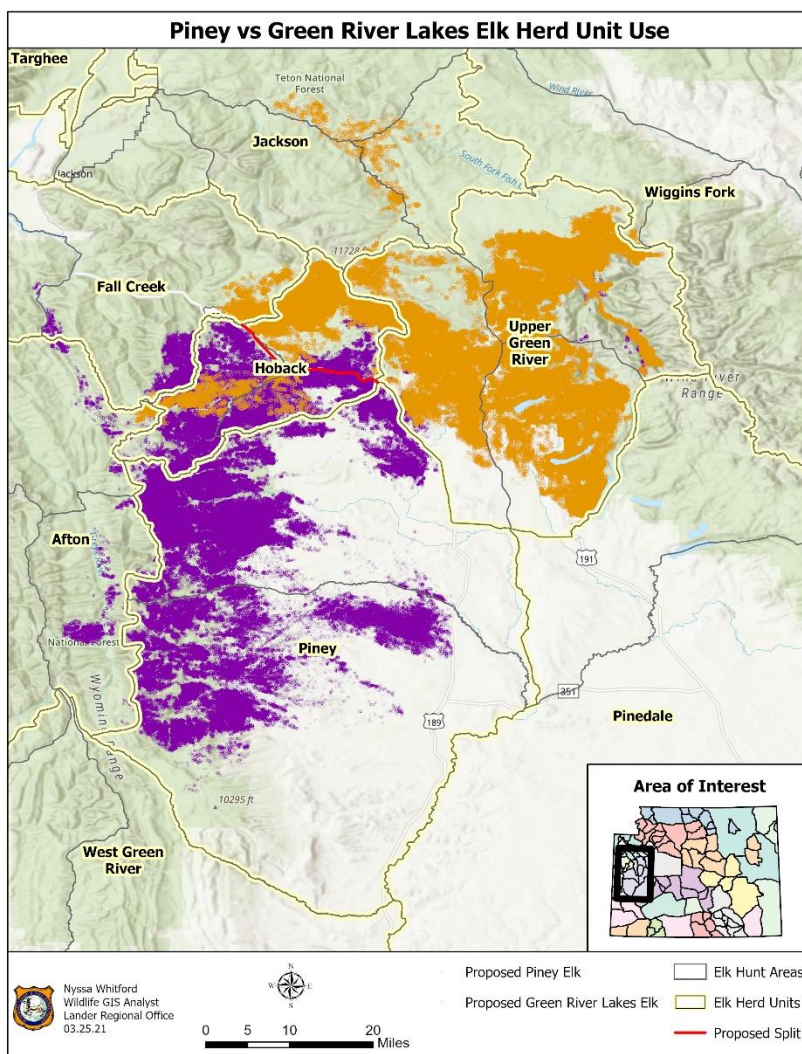 Piney vs Green River Lakes Elk Herd Unit Use
Targhee
Teton National
Forest
Wind River
Jackson
Jackson
South Fork Fish C
Wiggins Fork
11728 ft
Fall Creek
Upper
Green
River
Hoback
Wind River
Range
Afton
191
National Forest
Piney
Wyoming Range
351
189
Pinedale
10295 ft
West Green
River
Area of Interest
Nyssa Whitford
Wildlife GIS Analyst
Lander Regional Office
03.25.21
N
W E
S
0 5 10 20
Miles
Proposed Piney Elk
Proposed Green River Lakes Elk
Elk Hunt Areas
Elk Herd Units
Proposed Split